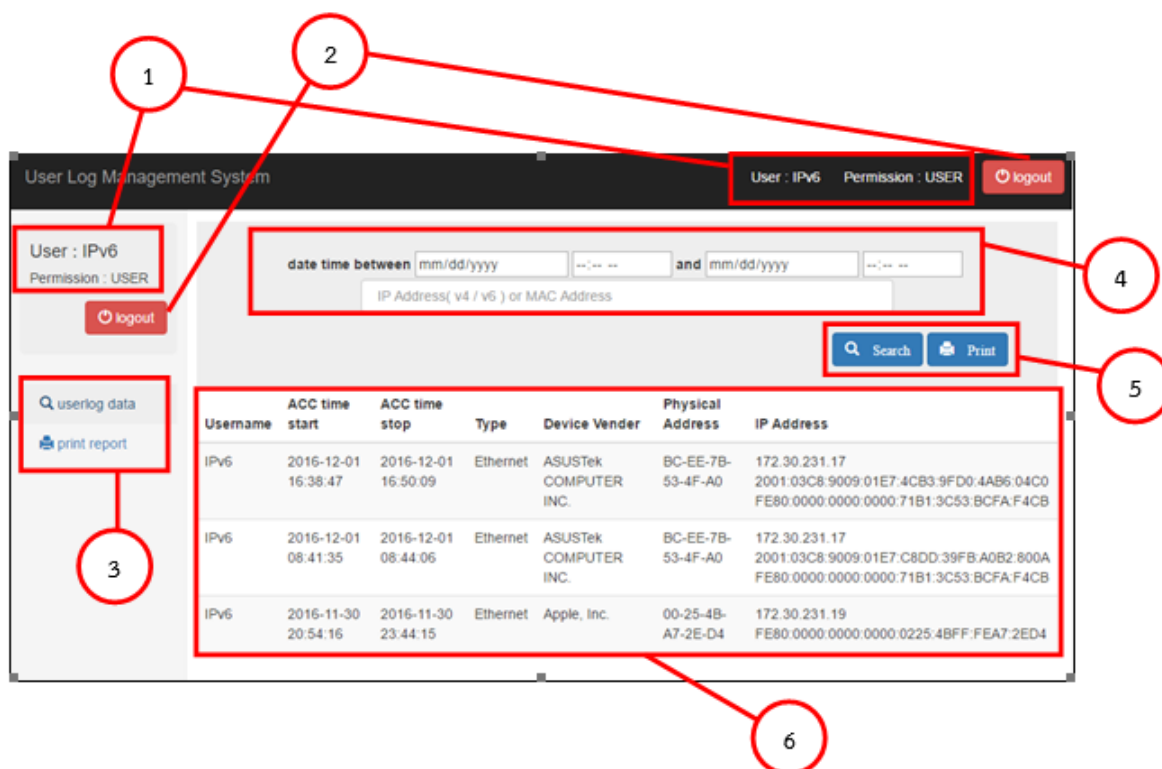 1
2
User Log Management System
User : IPv6 Permission : USER logout
User : IPv6
Permission : USER
logout
date time between mm/dd/yyyy --:-- -- and mm/dd/yyyy --:-- --
IP Address( v4 / v6 ) or MAC Address
4
Search Print
5
userlog data
print report
3
Username ACC time start ACC time stop Type Device Vender Physical Address IP Address
IPv6 2016-12-01 2016-12-01 Ethernet ASUSTek BC-EE-7B- 172.30.231.17
16:38:47 16:50:09 COMPUTER 53-4F-A0 2001:03C8:9009:01E7:4CB3:9FD0:4AB6:04C0
INC. FE80:0000:0000:0000:71B1:3C53:BCFA:F4CB
IPv6 2016-12-01 2016-12-01 Ethernet ASUSTek BC-EE-7B- 172.30.231.17
08:41:35 08:44:06 COMPUTER 53-4F-A0 2001:03C8:9009:01E7:C8DD:39FB:A0B2:800A
INC. FE80:0000:0000:0000:71B1:3C53:BCFA:F4CB
IPv6 2016-11-30 2016-11-30 Ethernet Apple, Inc. 00-25-4B- 172.30.231.19
20:54:16 23:44:15 A7-2E-D4 FE80:0000:0000:0000:0225:4BFF:FEA7:2ED4
6